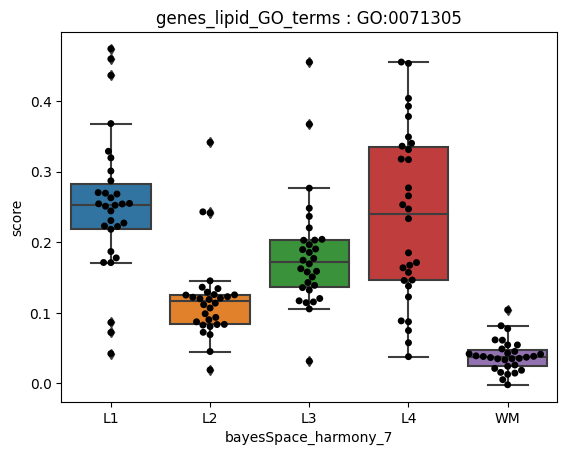 genes_lipid_GO_terms : GO:0071305
score
0.4
0.3
0.2
0.1
0.0
L1 L2 L3 L4 WM
bayesSpace_harmony_7